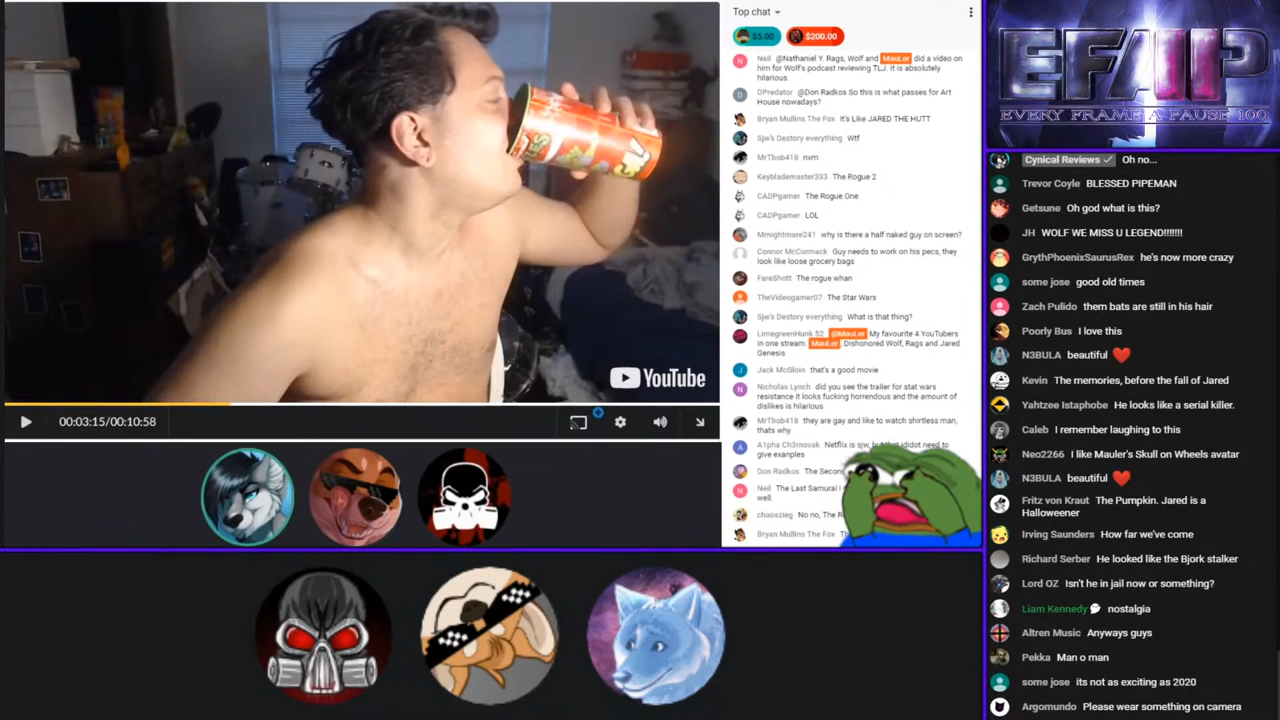 Top chat
$5.00
$200.00
N
Neil @Nathaniel Y. Rags, Wolf and MauLer did a video on
him for Wolf's podcast reviewing TLJ. It is absolutely
hilarious.
D
DPredator @Don Radkos So this is what passes for Art
House nowadays?
Bryan Mullins The Fox It's Like JARED THE HUTT
Sjw's Destory everything Wtf
MrTbob418 nvm
Keyblademaster333 The Rogue 2
CADPgamer The Rogue One
CADPgamer LOL
Mrnightmare241 why is there a half naked guy on screen?
Connor McCormack Guy needs to work on his pecs, they
look like loose grocery bags
FareShott The rogue whan
TheVideogamer07 The Star Wars
Sjw's Destory everything What is that thing?
LimegreenHunk 52 @MauLer My favourite 4 YouTubers
in one stream. MauLer, Dishonored Wolf, Rags and Jared
Genesis
J
Jack McGloin that's a good movie
N
Nicholas Lynch did you see the trailer for stat wars
resistance it looks fucking horrendous and the amount of
dislikes is hilarious
MrTbob418 they are gay and like to watch shirtless man,
thats why
A
A1pha Ch3rnovak Netflix is sjw, but that ididot need to
give exanples
Don Radkos The Secon
N
Neil The Last Samurai
well.
chaoszieg No no, The R
Bryan Mullins The Fox
YouTube
00:03:15/00:10:58
EFAP
EVERY FRAME A PAUSE 100
Cynical Reviews Oh no...
Trevor Coyle BLESSED PIPEMAN
Getsune Oh god what is this?
JH WOLF WE MISS U LEGEND!!!!!!!
GrythPhoenixSaurusRex he's now more crazy
some jose good old times
Zach Pulido them bats are still in his hair
Poorly Bus I love this
N3BULA beautiful ❤
Kevin The memories, before the fall of Jared
Yahtzee Istaphobe He looks like a serial killer.
Caleb I remember laughing to this
Neo2266 I like Mauler's Skull on Wheels avatar
N3BULA beautiful ❤
Fritz von Kraut The Pumpkin. Jared is a
Halloweener
Irving Saunders How far we've come
Richard Serber He looked like the Bjork stalker
Lord OZ Isn't he in jail now or something?
Liam Kennedy nostalgia
Altren Music Anyways guys
Pekka Man o man
some jose its not as exciting as 2020
Argomundo Please wear something on camera